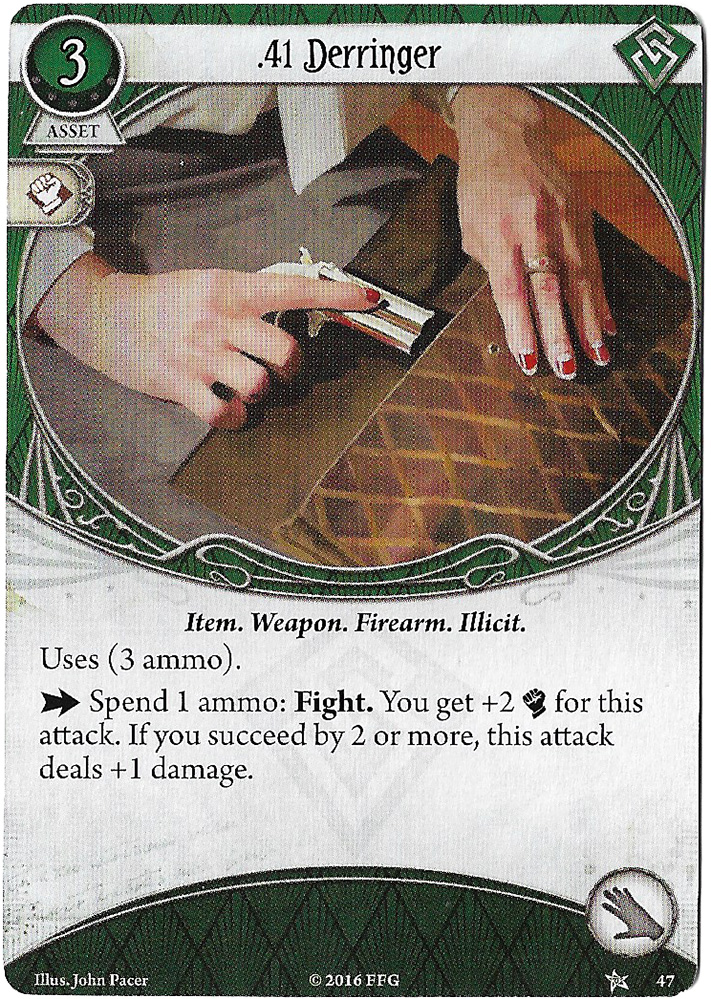 3
.41 Derringer
ASSET
Item. Weapon. Firearm. Illicit.
Uses (3 ammo).
Spend 1 ammo: Fight. You get +2 for this
attack. If you succeed by 2 or more, this attack
deals +1 damage.
Illus. John Pacer
© 2016 FFG
47